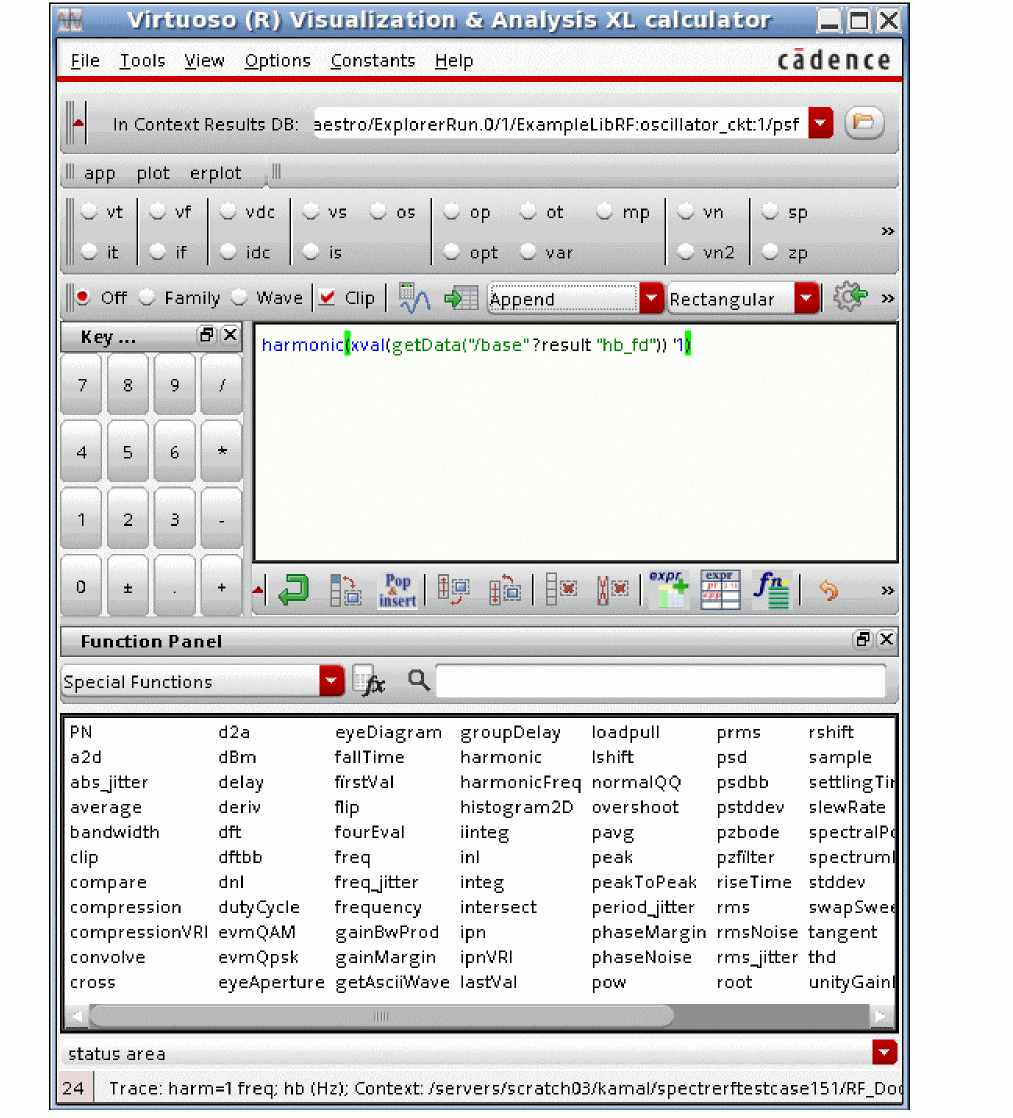 Virtuoso (R) Visualization & Analysis XL calculator
File Tools View Options Constants Help
cādence
In Context Results DB: aestro/ExplorerRun.0/1/ExampleLibRF:oscillator_ckt:1/psf
app plot erplot
vt vf vdc vs os op ot mp vn sp
it if idc is opt var vn2 zp
Off Family Wave Clip Append Rectangular
Key ...
harmonic(xval(getData("/base" ?result "hb_fd")) '1)
7 8 9 /
4 5 6 *
1 2 3 -
0 ± . +
Pop & insert
expr
expr
fn
Function Panel
Special Functions
fx
PN d2a eyeDiagram groupDelay loadpull prms rshift
a2d dBm fallTime harmonic lshift psd sample
abs_jitter delay firstVal harmonicFreq normalQQ psdbb settlingTin
average deriv flip histogram2D overshoot pstddev slewRate
bandwidth dft fourEval iinteg pavg pzbode spectralPo
clip dftbb freq inl peak pzfilter spectrumI
compare dnl freq_jitter integ peakToPeak riseTime stddev
compression dutyCycle frequency intersect period_jitter rms swapSwee
compressionVRI evmQAM gainBwProd ipn phaseMargin rmsNoise tangent
convolve evmQpsk gainMargin ipnVRI phaseNoise rms_jitter thd
cross eyeAperture getAsciiWave lastVal pow root unityGainI
status area
24 Trace: harm=1 freq; hb (Hz); Context: /servers/scratch03/kamal/spectrerftestcase151/RF_Doc